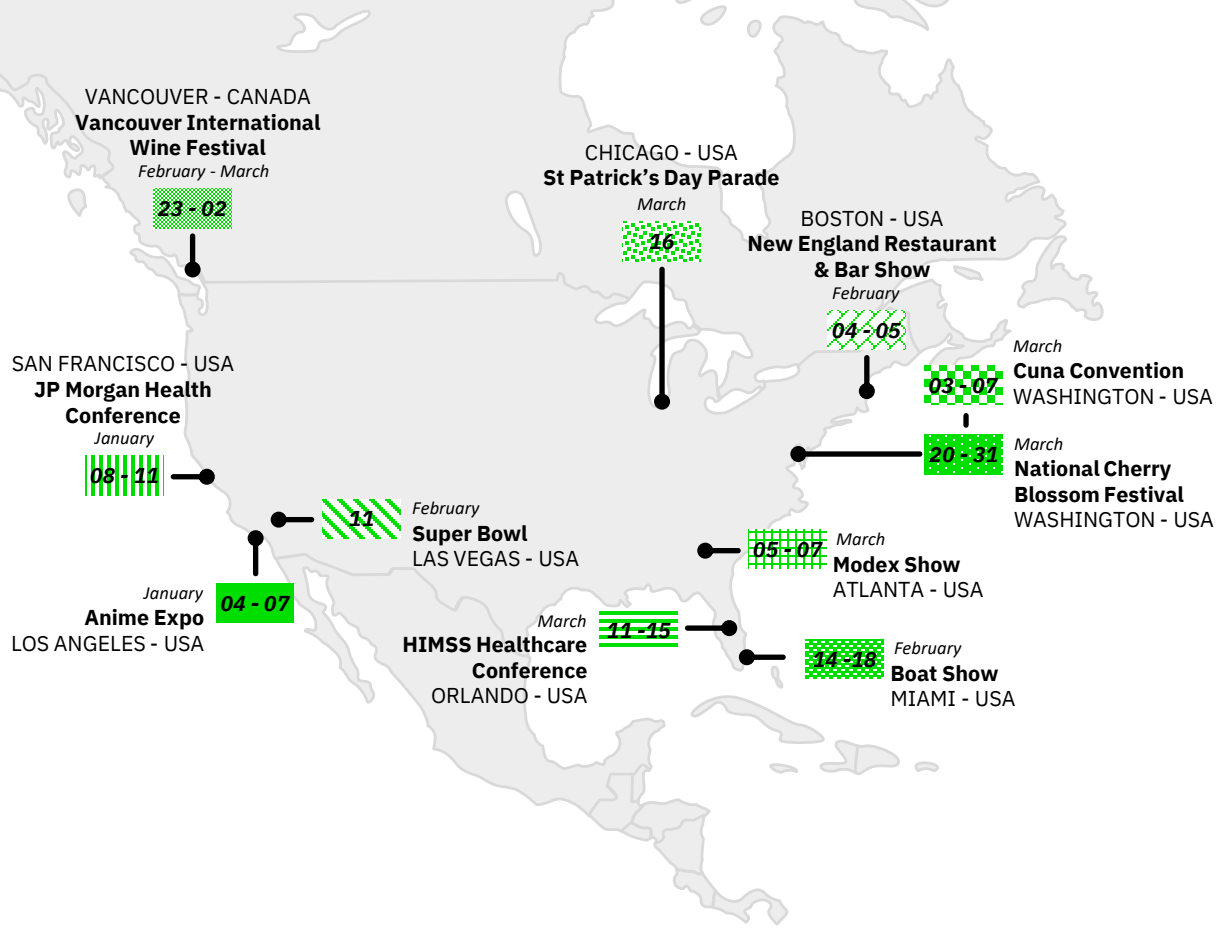 VANCOUVER - CANADA
Vancouver International
Wine Festival
February - March
23 - 02
CHICAGO - USA
St Patrick’s Day Parade
March
16
BOSTON - USA
New England Restaurant
& Bar Show
February
04 - 05
March
Cuna Convention
WASHINGTON - USA
03 - 07
SAN FRANCISCO - USA
JP Morgan Health
Conference
January
08 - 11
March
National Cherry
Blossom Festival
WASHINGTON - USA
20 - 31
February
Super Bowl
LAS VEGAS - USA
11
March
Modex Show
ATLANTA - USA
05 - 07
January
Anime Expo
LOS ANGELES - USA
04 - 07
March
HIMSS Healthcare
Conference
ORLANDO - USA
11 -15
February
Boat Show
MIAMI - USA
14 -18